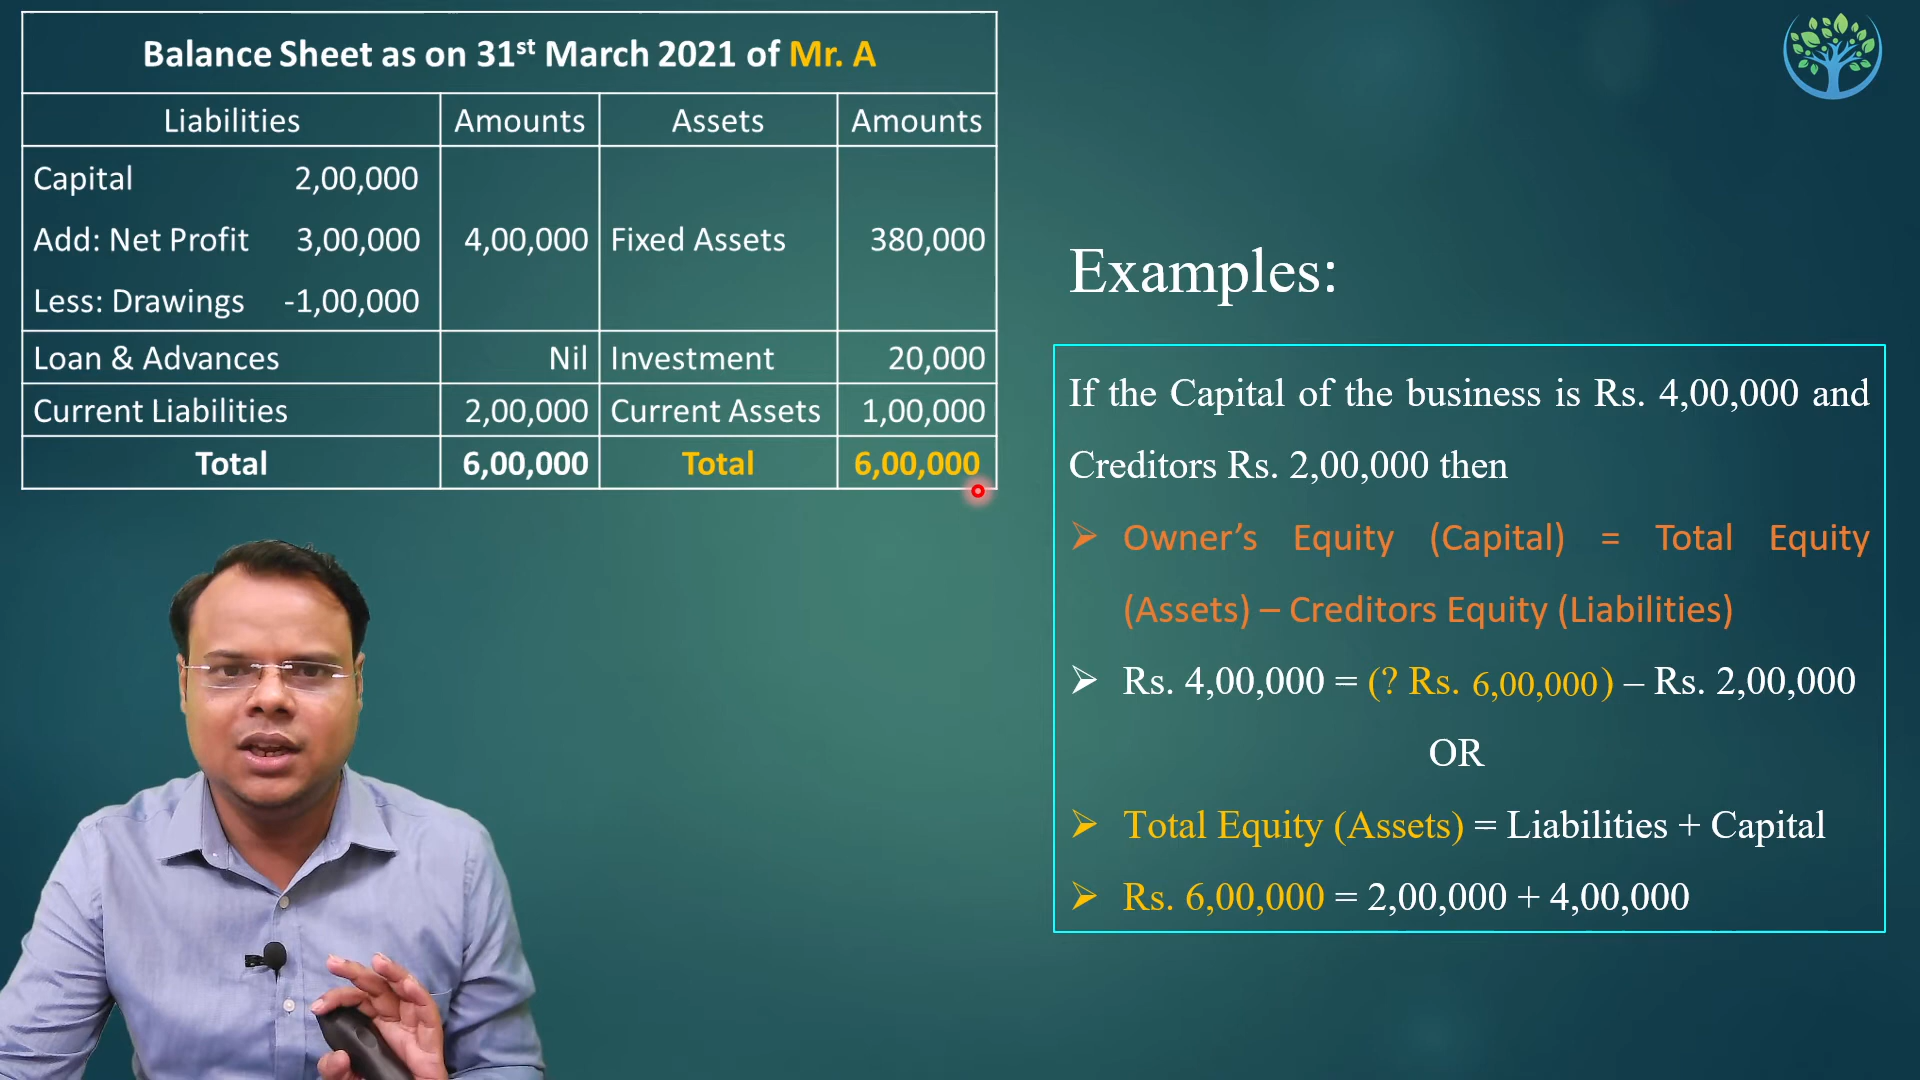 Balance Sheet as on 31st March 2021 of Mr. A
Liabilities Amounts Assets Amounts
Capital 2,00,000
Add: Net Profit 3,00,000 4,00,000 Fixed Assets 380,000
Less: Drawings -1,00,000
Loan & Advances Nil Investment 20,000
Current Liabilities 2,00,000 Current Assets 1,00,000
Total 6,00,000 Total 6,00,000
Examples:
If the Capital of the business is Rs. 4,00,000 and
Creditors Rs. 2,00,000 then
➢ Owner’s Equity (Capital) = Total Equity
(Assets) – Creditors Equity (Liabilities)
➢ Rs. 4,00,000 = (? Rs. 6,00,000) – Rs. 2,00,000
OR
➢ Total Equity (Assets) = Liabilities + Capital
➢ Rs. 6,00,000 = 2,00,000 + 4,00,000